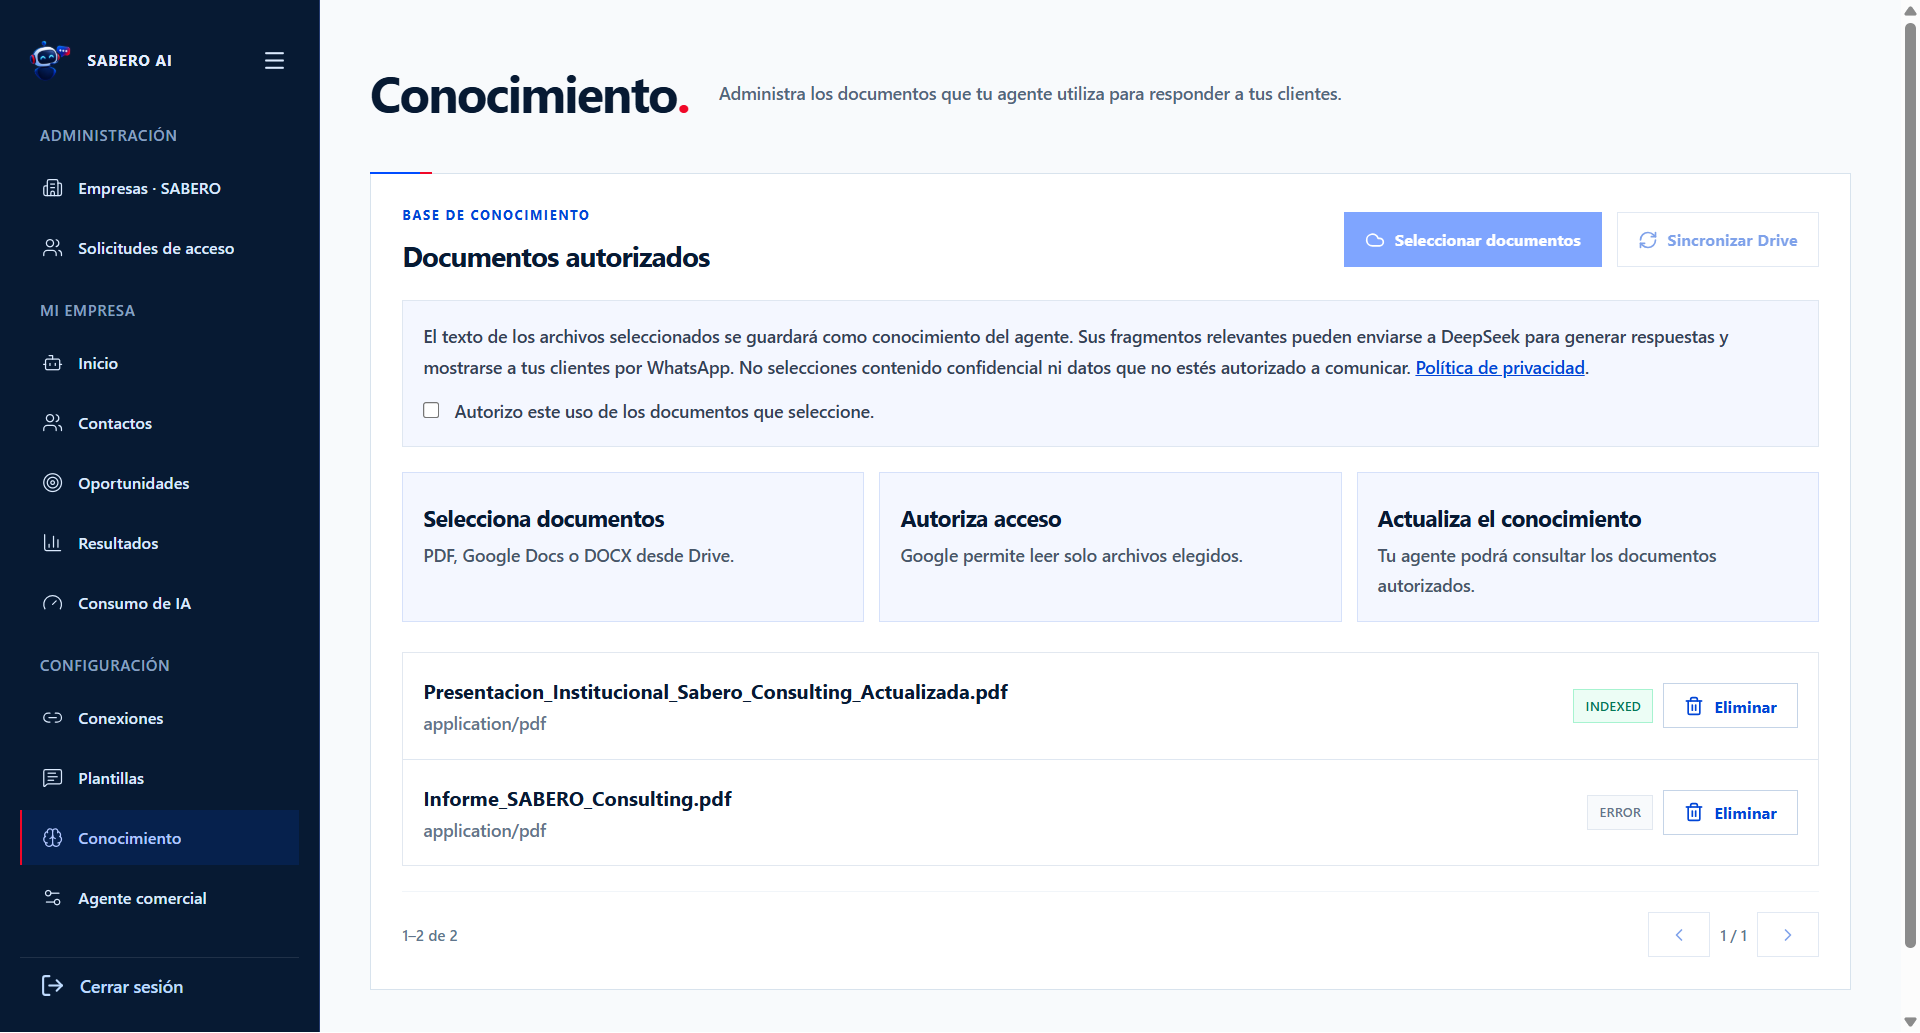 SABERO AI
ADMINISTRACIÓN
Empresas · SABERO
Solicitudes de acceso
MI EMPRESA
Inicio
Contactos
Oportunidades
Resultados
Consumo de IA
CONFIGURACIÓN
Conexiones
Plantillas
Conocimiento
Agente comercial
Cerrar sesión
Conocimiento.
Administra los documentos que tu agente utiliza para responder a tus clientes.
BASE DE CONOCIMIENTO
Documentos autorizados
Seleccionar documentos
Sincronizar Drive
El texto de los archivos seleccionados se guardará como conocimiento del agente. Sus fragmentos relevantes pueden enviarse a DeepSeek para generar respuestas y
mostrarse a tus clientes por WhatsApp. No selecciones contenido confidencial ni datos que no estés autorizado a comunicar. Política de privacidad.
Autorizo este uso de los documentos que seleccione.
Selecciona documentos
PDF, Google Docs o DOCX desde Drive.
Autoriza acceso
Google permite leer solo archivos elegidos.
Actualiza el conocimiento
Tu agente podrá consultar los documentos
autorizados.
Presentacion_Institucional_Sabero_Consulting_Actualizada.pdf
application/pdf
INDEXED
Eliminar
Informe_SABERO_Consulting.pdf
application/pdf
ERROR
Eliminar
1–2 de 2
1 / 1